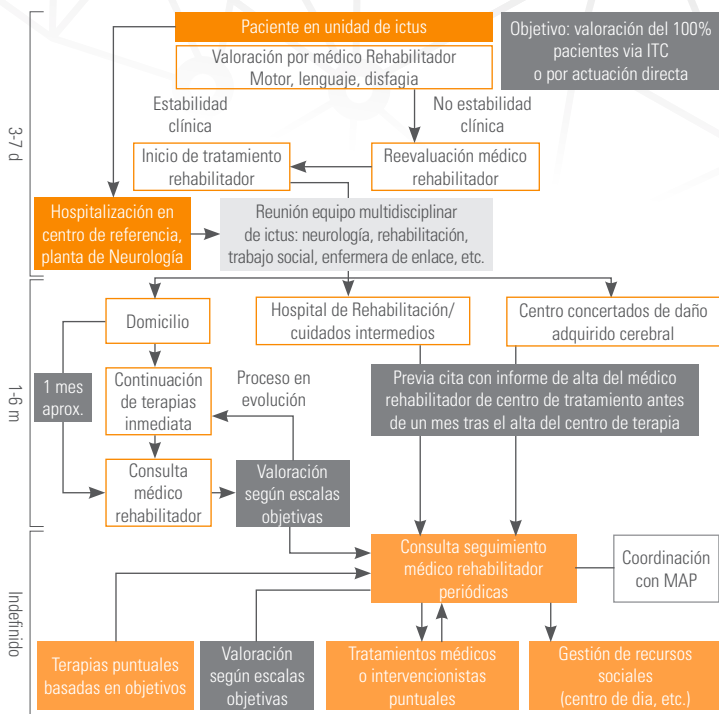 Paciente en unidad de ictus
Valoración por médico Rehabilitador
Motor, lenguaje, disfagia
Objetivo: valoración del 100%
pacientes via ITC
o por actuación directa
3-7 d
Estabilidad
clínica
No estabilidad
clínica
Inicio de tratamiento
rehabilitador
Reevaluación médico
rehabilitador
Hospitalización en
centro de referencia,
planta de Neurología
Reunión equipo multidisciplinar
de ictus: neurología, rehabilitación,
trabajo social, enfermera de enlace, etc.
1-6 m
Domicilio
Hospital de Rehabilitación/
cuidados intermedios
Centro concertados de daño
adquirido cerebral
1 mes
aprox.
Continuación
de terapias
inmediata
Proceso en
evolución
Previa cita con informe de alta del médico
rehabilitador de centro de tratamiento antes
de un mes tras el alta del centro de terapia
Consulta
médico
rehabilitador
Valoración
según escalas
objetivas
Indefinido
Consulta seguimiento
médico rehabilitador
periódicas
Coordinación
con MAP
Terapias puntuales
basadas en objetivos
Valoración
según escalas
objetivas
Tratamientos médicos
o intervencionistas
puntuales
Gestión de recursos
sociales
(centro de dia, etc.)